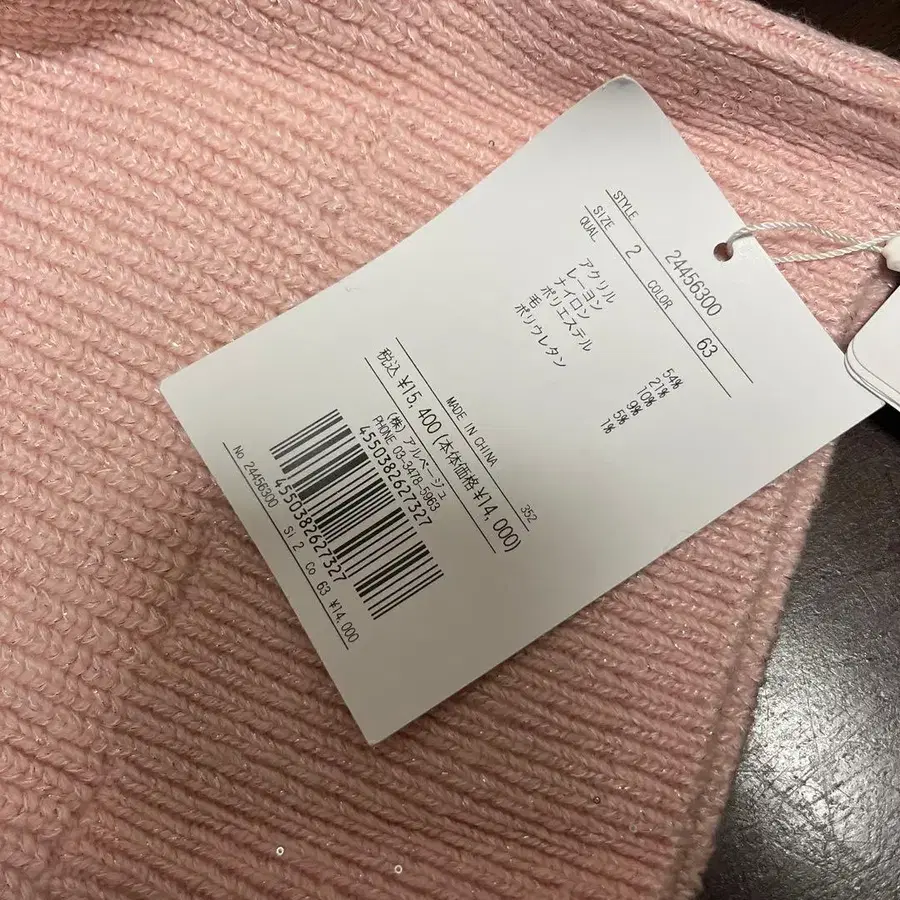 STYLE 24456300
SIZE 2 COLOR 63
QUAL
アクリル 54%
レーヨン 21%
ナイロン 10%
ポリエステル 9%
毛 5%
ポリウレタン 1%
MADE IN CHINA 352
税込 ¥15,400(本体価格 ¥14,000)
(株) アルページュ
PHONE 03-3478-5963
4550382627327
4550382627327
No 24456300 Si 2 Co 63 ¥14,000